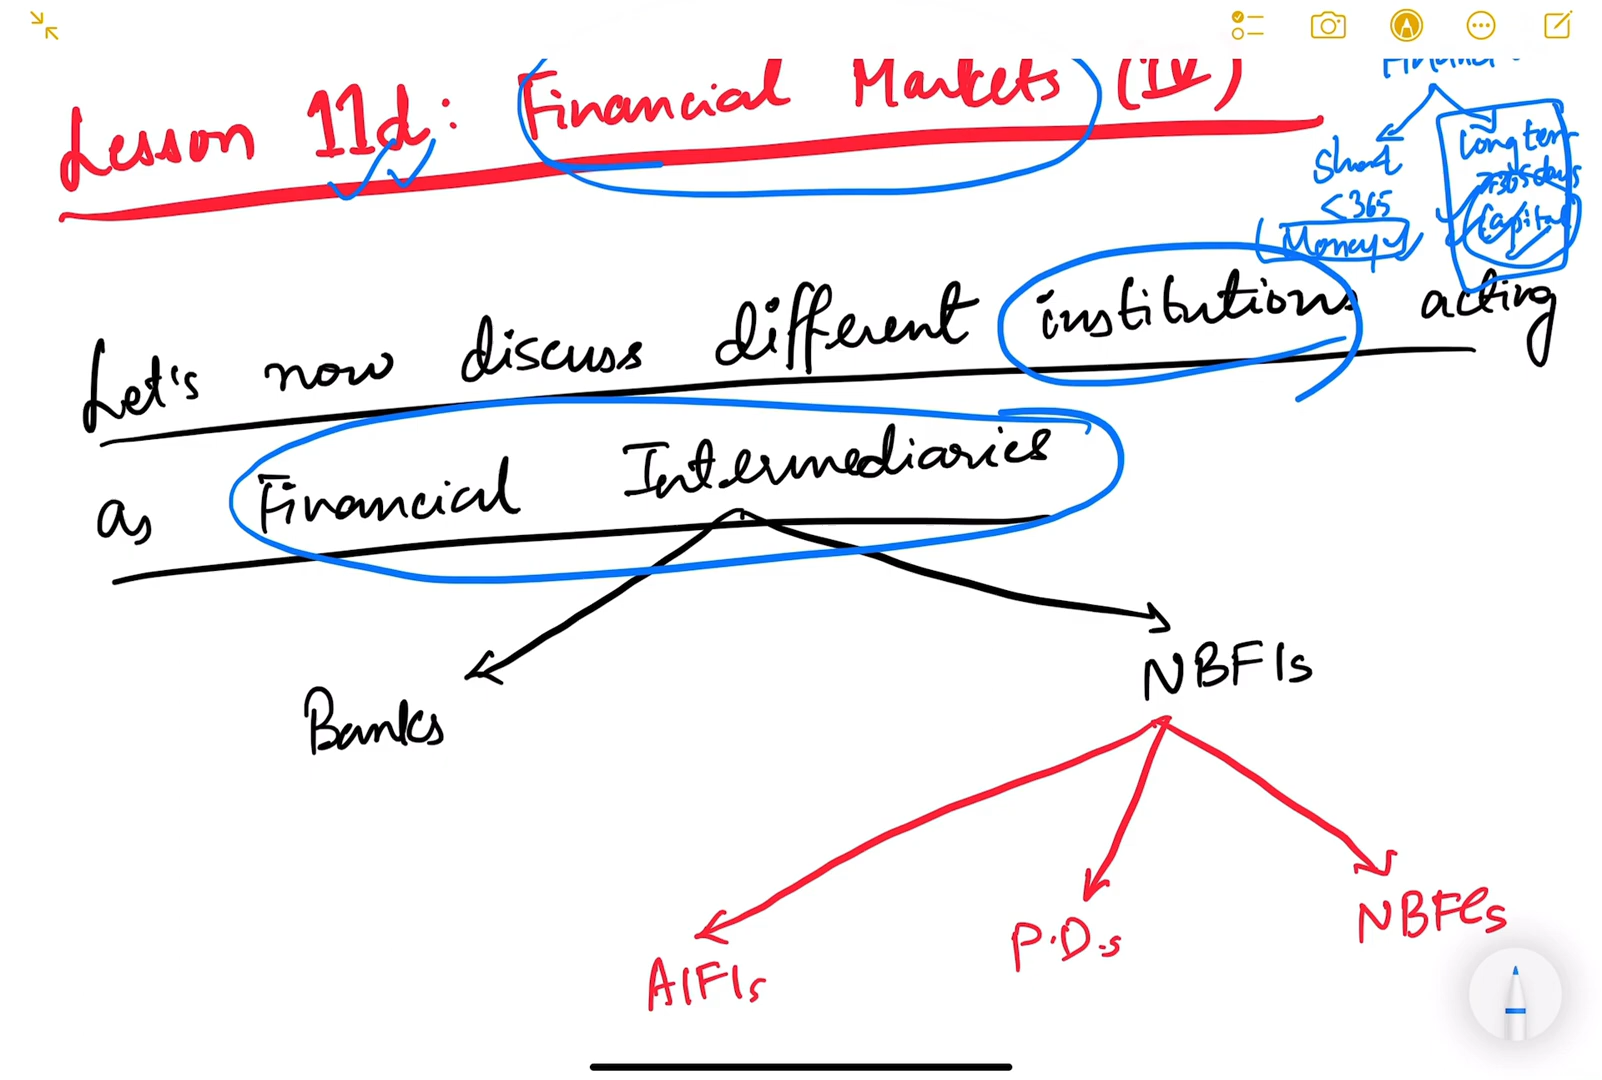 Lesson 11d: Financial Markets (IV)
Short
<365
Money
Long term
Capital
Let's now discuss different institutions acting
as Financial Intermediaries
Banks
NBFIs
AIFIs
P.D.s
NBFCs